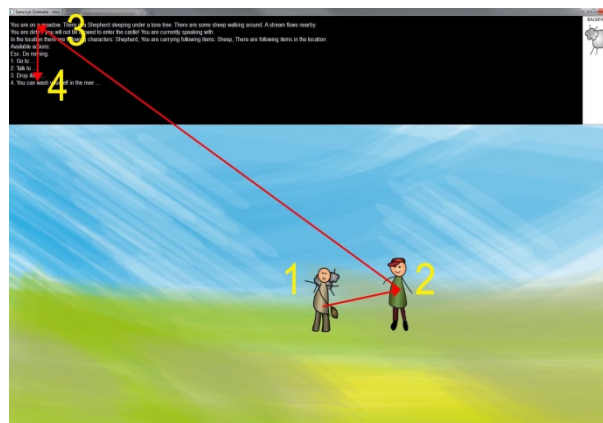 You are on a meadow. There is a Shepherd sleeping under a lone tree. There are some sheep walking around. A stream flows nearby.
You are dirty, you will not be allowed to enter the castle! You are currently speaking with:
In the location there are following characters: Shepherd, You are carrying following items: Sheep, There are following items in the location:
Available actions:
Esc. Do nothing.
1. Go to ...
2. Talk to ...
3. Drop item ...
4. You can wash yourself in the river ...
3
4
1
2